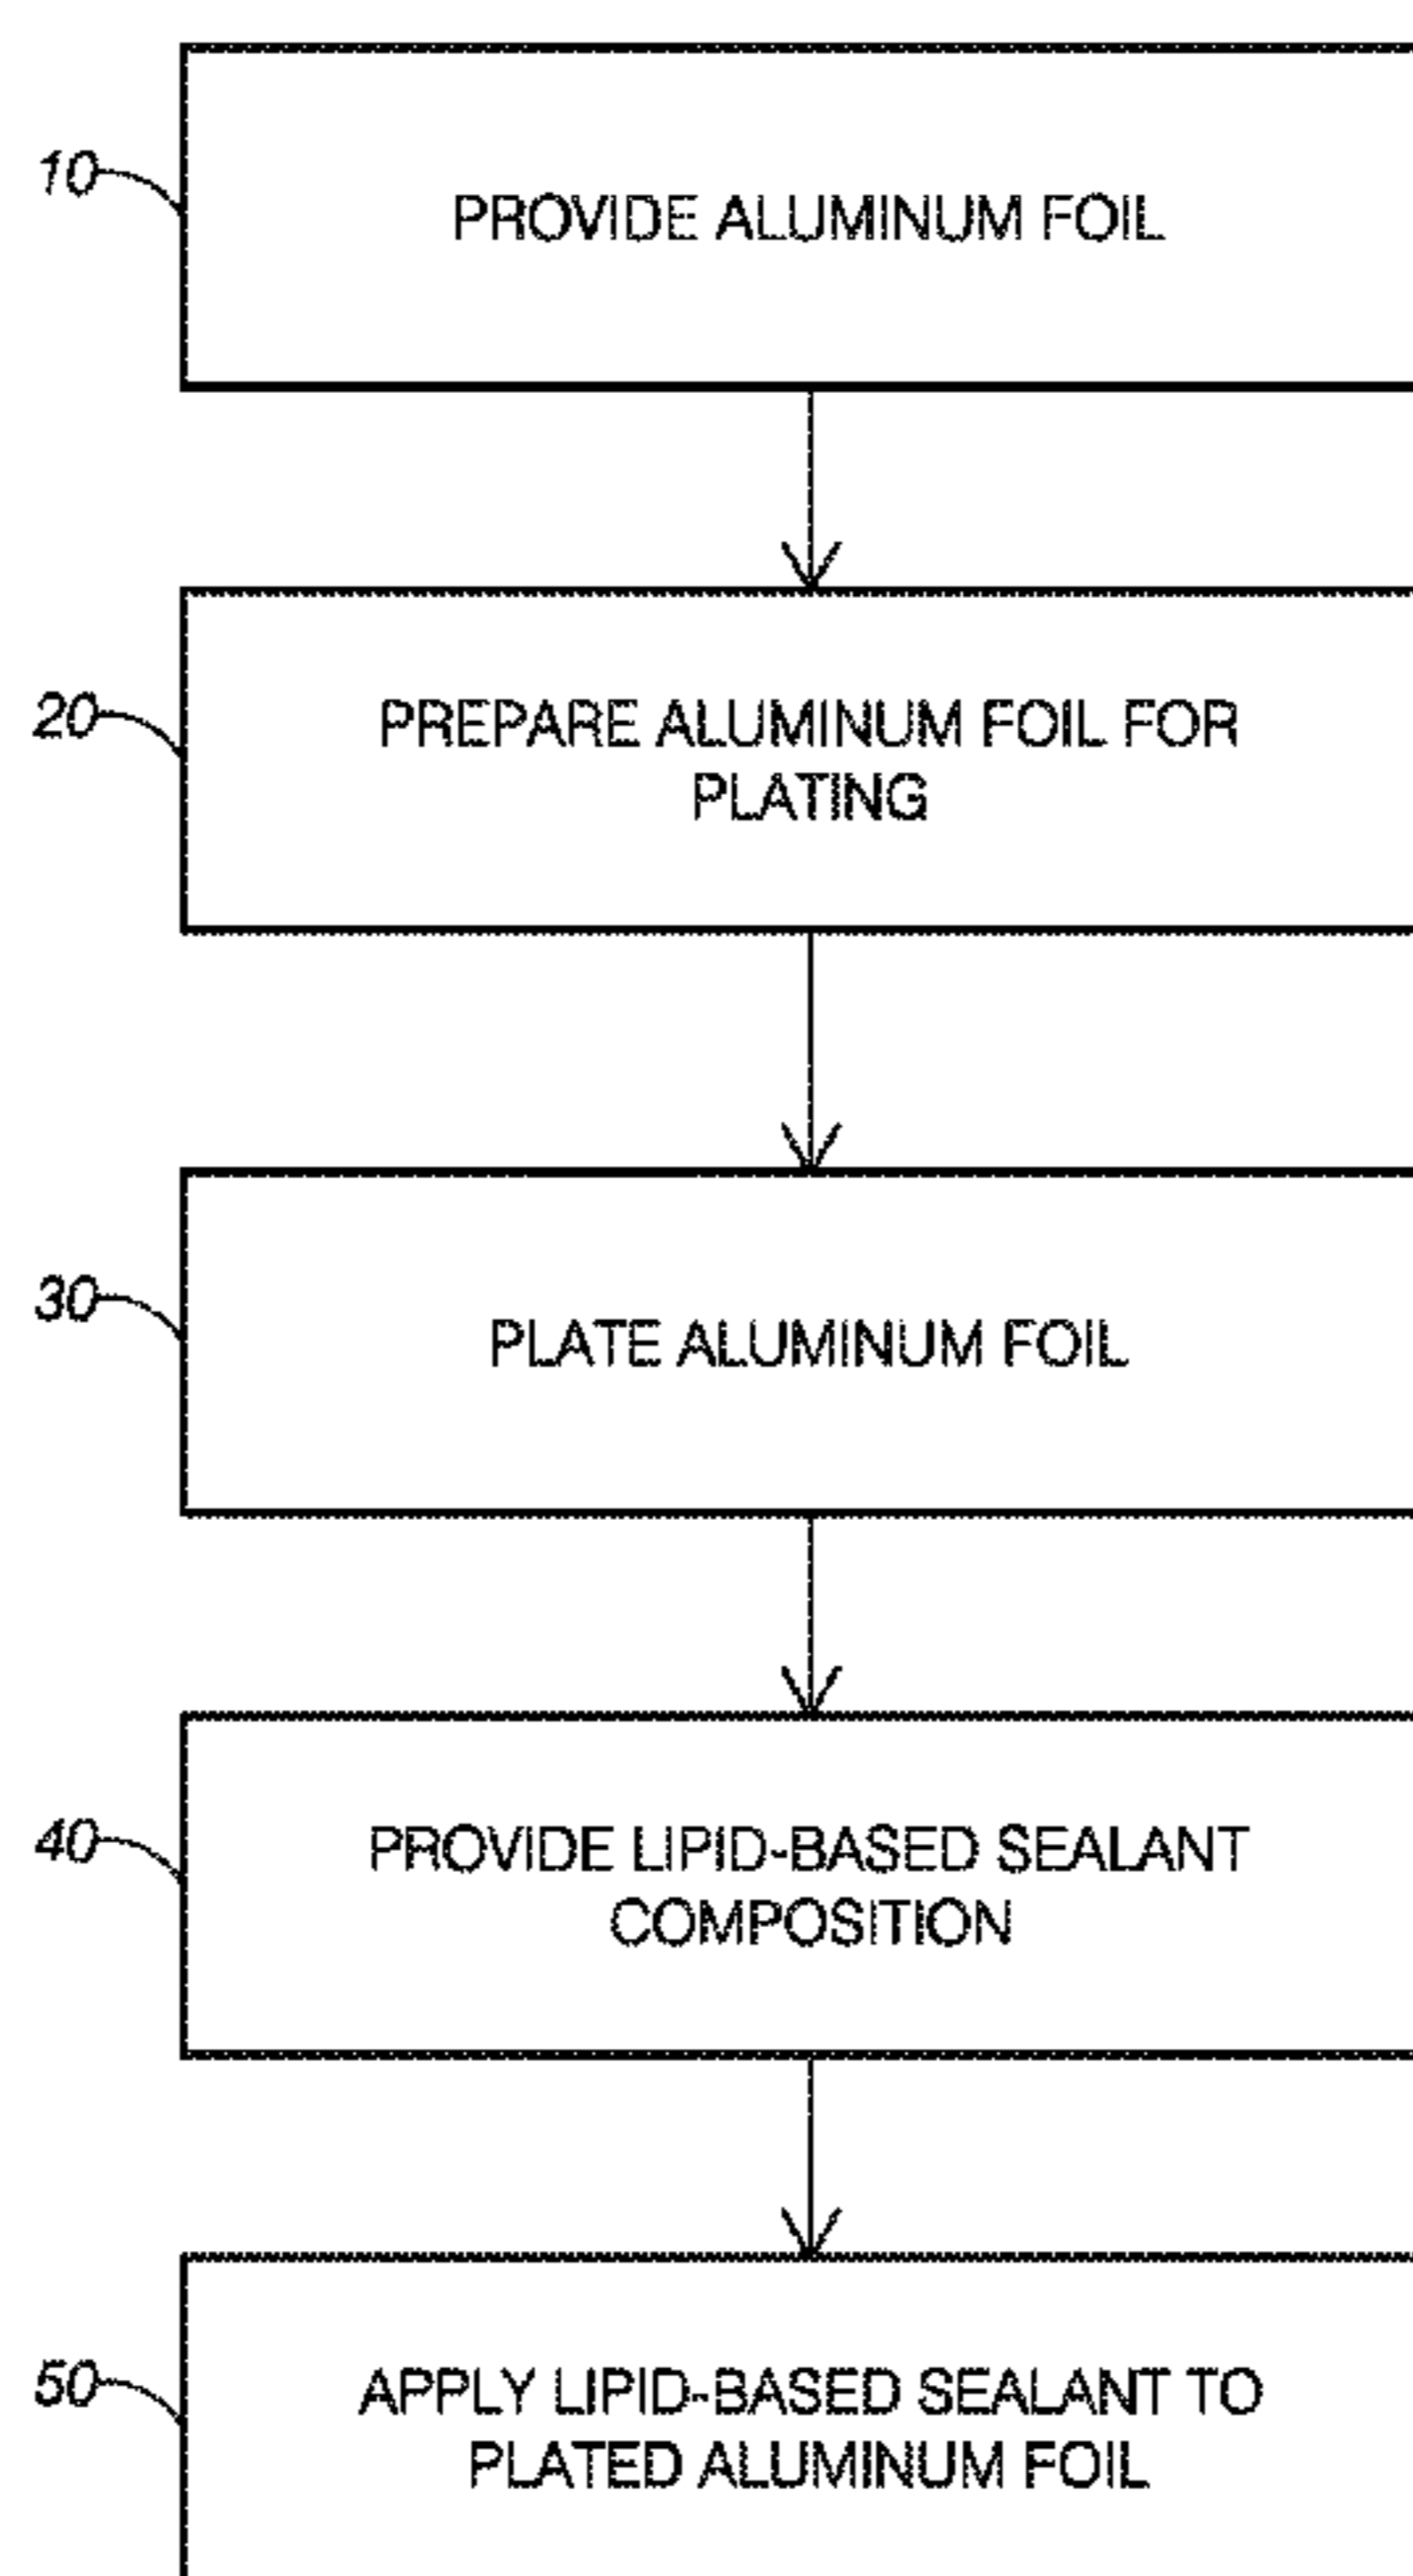 10
PROVIDE ALUMINUM FOIL
20
PREPARE ALUMINUM FOIL FOR
PLATING
30
PLATE ALUMINUM FOIL
40
PROVIDE LIPID-BASED SEALANT
COMPOSITION
50
APPLY LIPID-BASED SEALANT TO
PLATED ALUMINUM FOIL